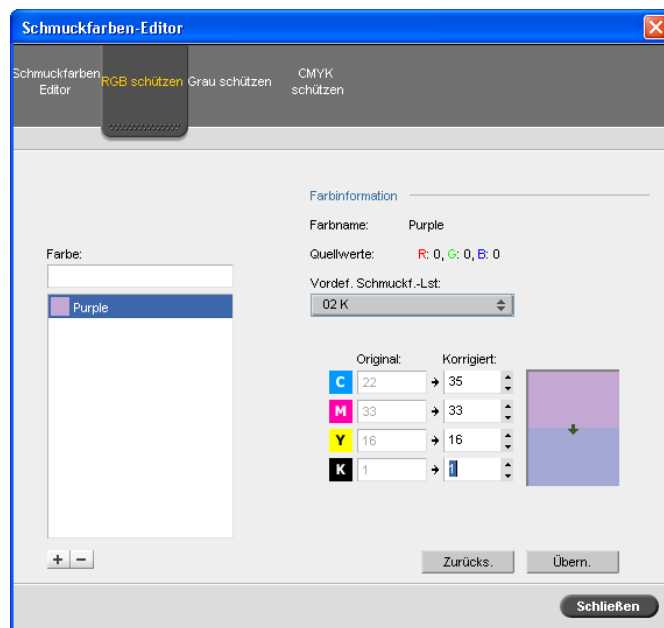 Schmuckfarben-Editor
Schmuckfarben
Editor
RGB schützen
Grau schützen
CMYK
schützen
Farbinformation
Farbname: Purple
Farbe:
Quellwerte: R: 0, G: 0, B: 0
Vordef. Schmuckf.-Lst:
Purple
02 K
Original: Korrigiert:
C 22 35
M 33 33
Y 16 16
K 1 1
+ −
Zurücks. Übern.
Schließen